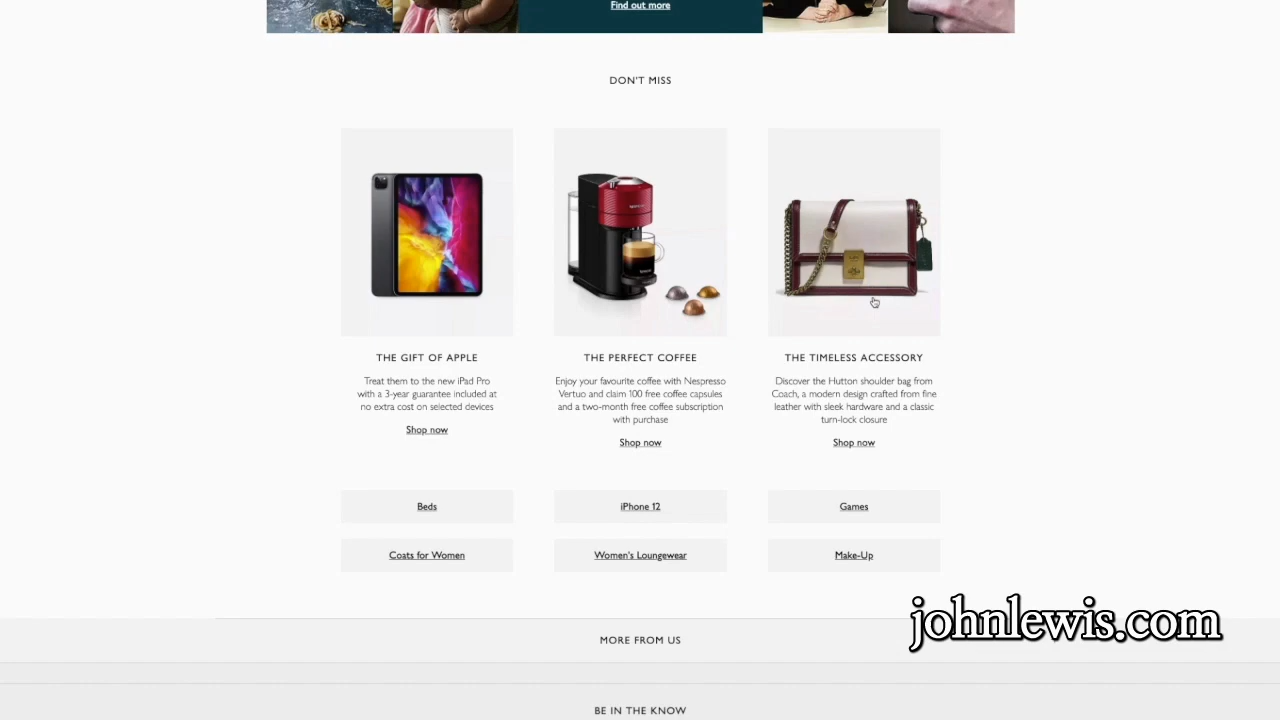 Find out more
DON'T MISS
THE GIFT OF APPLE
Treat them to the new iPad Pro
with a 3-year guarantee included at
no extra cost on selected devices
Shop now
THE PERFECT COFFEE
Enjoy your favourite coffee with Nespresso
Vertuo and claim 100 free coffee capsules
and a two-month free coffee subscription
with purchase
Shop now
THE TIMELESS ACCESSORY
Discover the Hutton shoulder bag from
Coach, a modern design crafted from fine
leather with sleek hardware and a classic
turn-lock closure
Shop now
Beds
iPhone 12
Games
Coats for Women
Women's Loungewear
Make-Up
johnlewis.com
MORE FROM US
BE IN THE KNOW